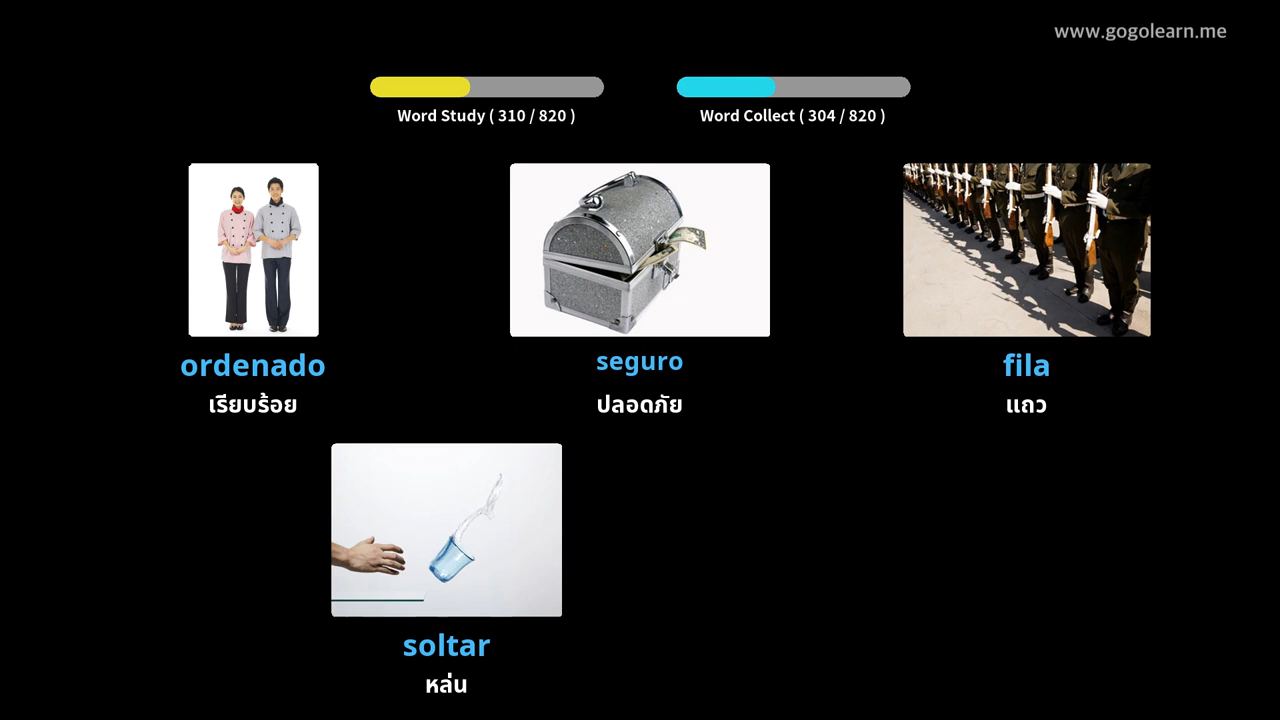 www.gogolearn.me
Word Study ( 310 / 820 )
Word Collect ( 304 / 820 )
ordenado
เรียบร้อย
seguro
ปลอดภัย
fila
แถว
soltar
หล่น